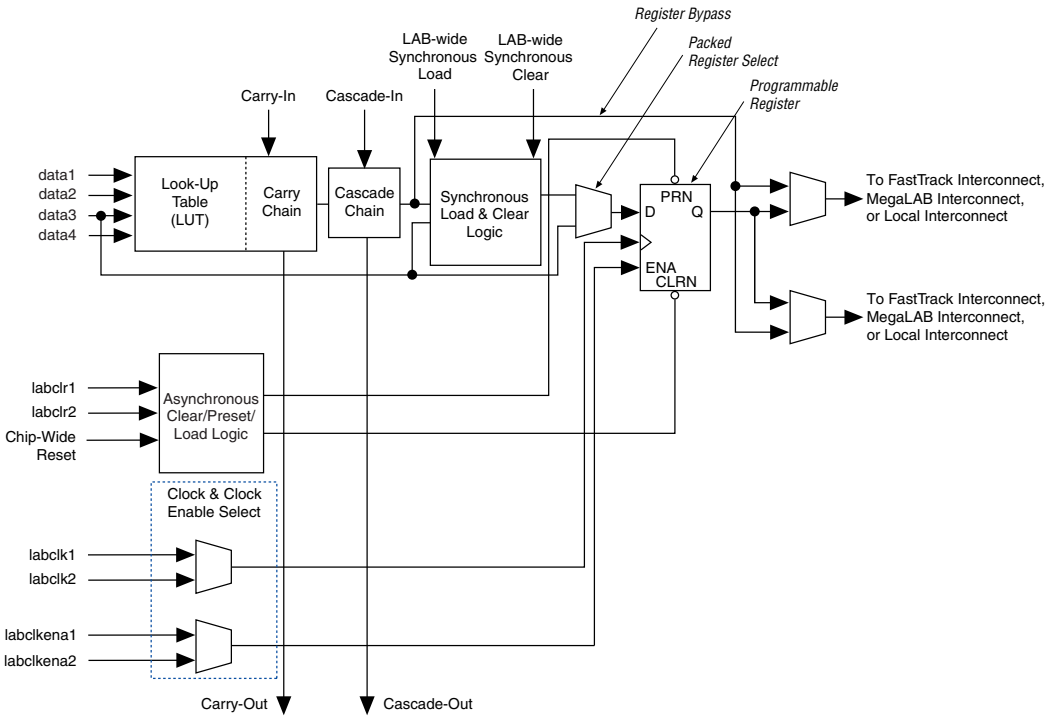 Register Bypass
Packed
Register Select
Programmable
Register
LAB-wide
Synchronous
Load
LAB-wide
Synchronous
Clear
Carry-In
Cascade-In
data1
data2
data3
data4
Look-Up
Table
(LUT)
Carry
Chain
Cascade
Chain
Synchronous
Load & Clear
Logic
PRN
D
Q
ENA
CLRN
To FastTrack Interconnect,
MegaLAB Interconnect,
or Local Interconnect
To FastTrack Interconnect,
MegaLAB Interconnect,
or Local Interconnect
labclr1
labclr2
Chip-Wide
Reset
Asynchronous
Clear/Preset/
Load Logic
Clock & Clock
Enable Select
labclk1
labclk2
labclkena1
labclkena2
Carry-Out
Cascade-Out